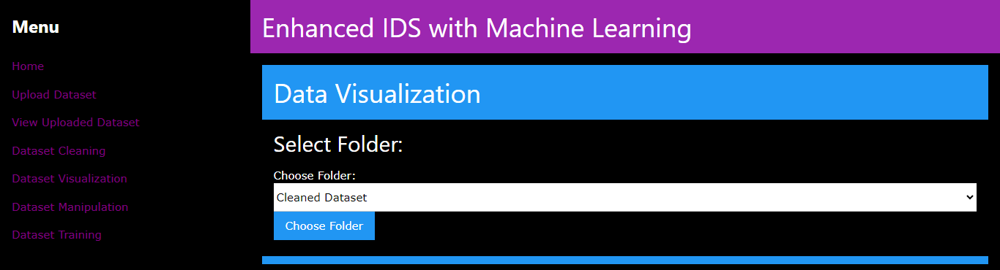 Menu
Home
Upload Dataset
View Uploaded Dataset
Dataset Cleaning
Dataset Visualization
Dataset Manipulation
Dataset Training
Enhanced IDS with Machine Learning
Data Visualization
Select Folder:
Choose Folder:
Cleaned Dataset
Choose Folder